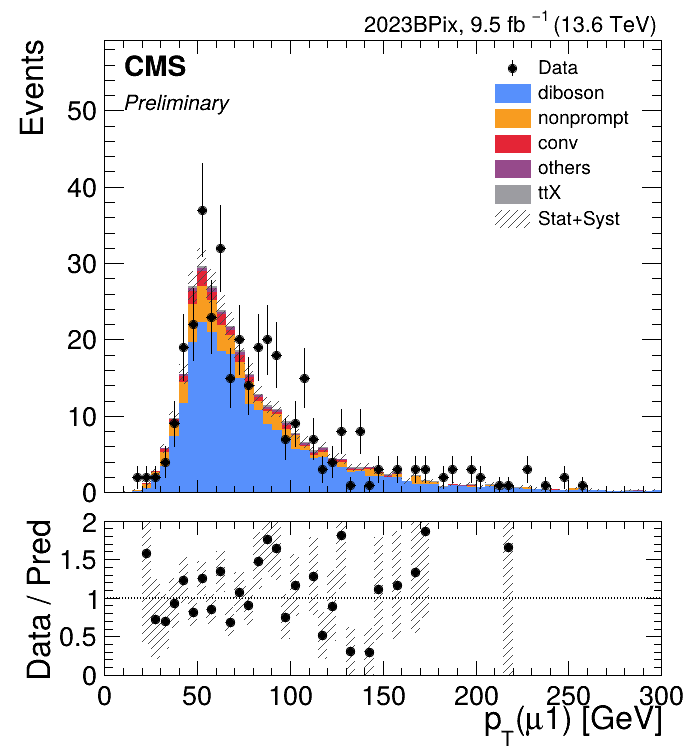 2023BPix, 9.5 fb⁻¹ (13.6 TeV)
CMS
Preliminary
Data
diboson
nonprompt
conv
others
ttX
Stat+Syst
Events
50
40
30
20
10
0
Data / Pred
2
1.5
1
0.5
0
0 50 100 150 200 250 300
p_T(μ1) [GeV]